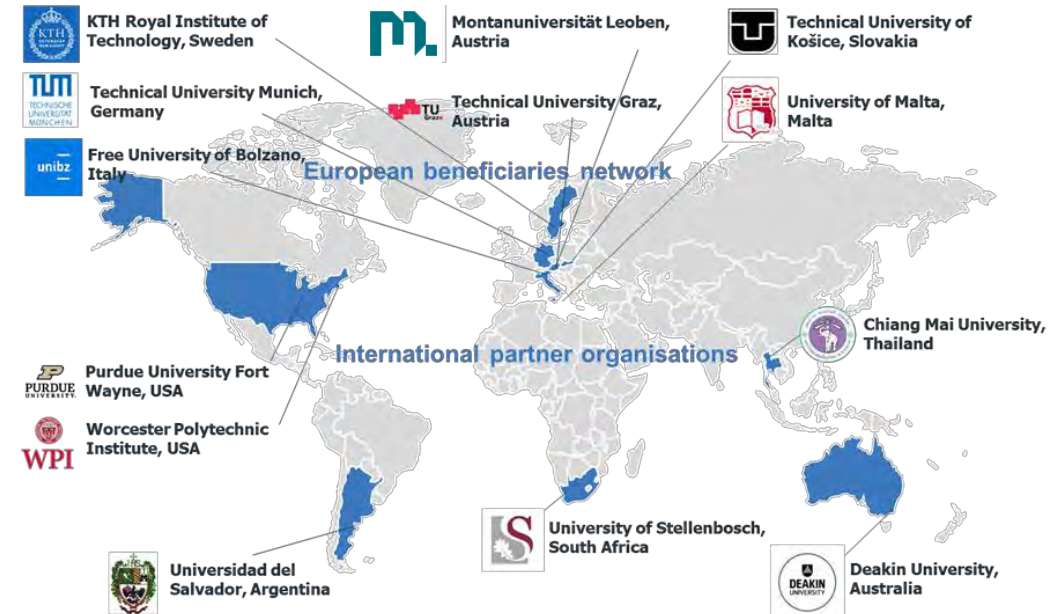 KTH
KTH Royal Institute of
Technology, Sweden
Montanuniversität Leoben,
Austria
Technical University of
Košice, Slovakia
TUM
TECHNISCHE
UNIVERSITÄT
MÜNCHEN
Technical University Munich,
Germany
TU
Graz
Technical University Graz,
Austria
University of Malta,
Malta
unibz
Free University of Bolzano,
Italy
European beneficiaries network
International partner organisations
Chiang Mai University,
Thailand
PURDUE
UNIVERSITY
Purdue University Fort
Wayne, USA
WPI
Worcester Polytechnic
Institute, USA
University of Stellenbosch,
South Africa
Universidad del
Salvador, Argentina
DEAKIN
UNIVERSITY
Deakin University,
Australia